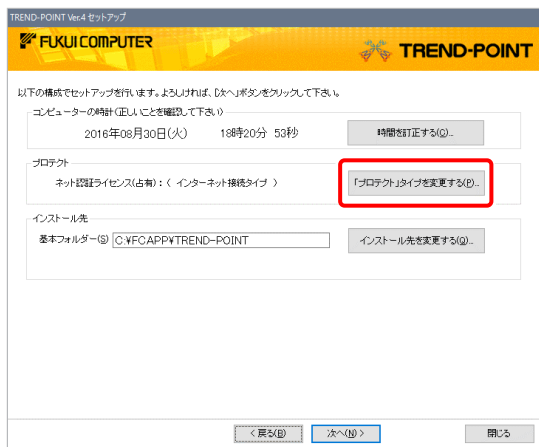 TREND-POINT Ver.4 セットアップ
FUKUI COMPUTER
TREND-POINT
以下の構成でセットアップを行います。よろしければ、[次へ]ボタンをクリックして下さい。
コンピューターの時計(正しいことを確認して下さい)
2016年08月30日(火) 18時20分 53秒 時間を訂正する(O)...
プロテクト
ネット認証ライセンス(占有):( インターネット接続タイプ ) 「プロテクト」タイプを変更する(P)...
インストール先
基本フォルダー(S) C:¥FCAPP¥TREND-POINT インストール先を変更する(Q)...
< 戻る(B) 次へ(N) > 閉じる